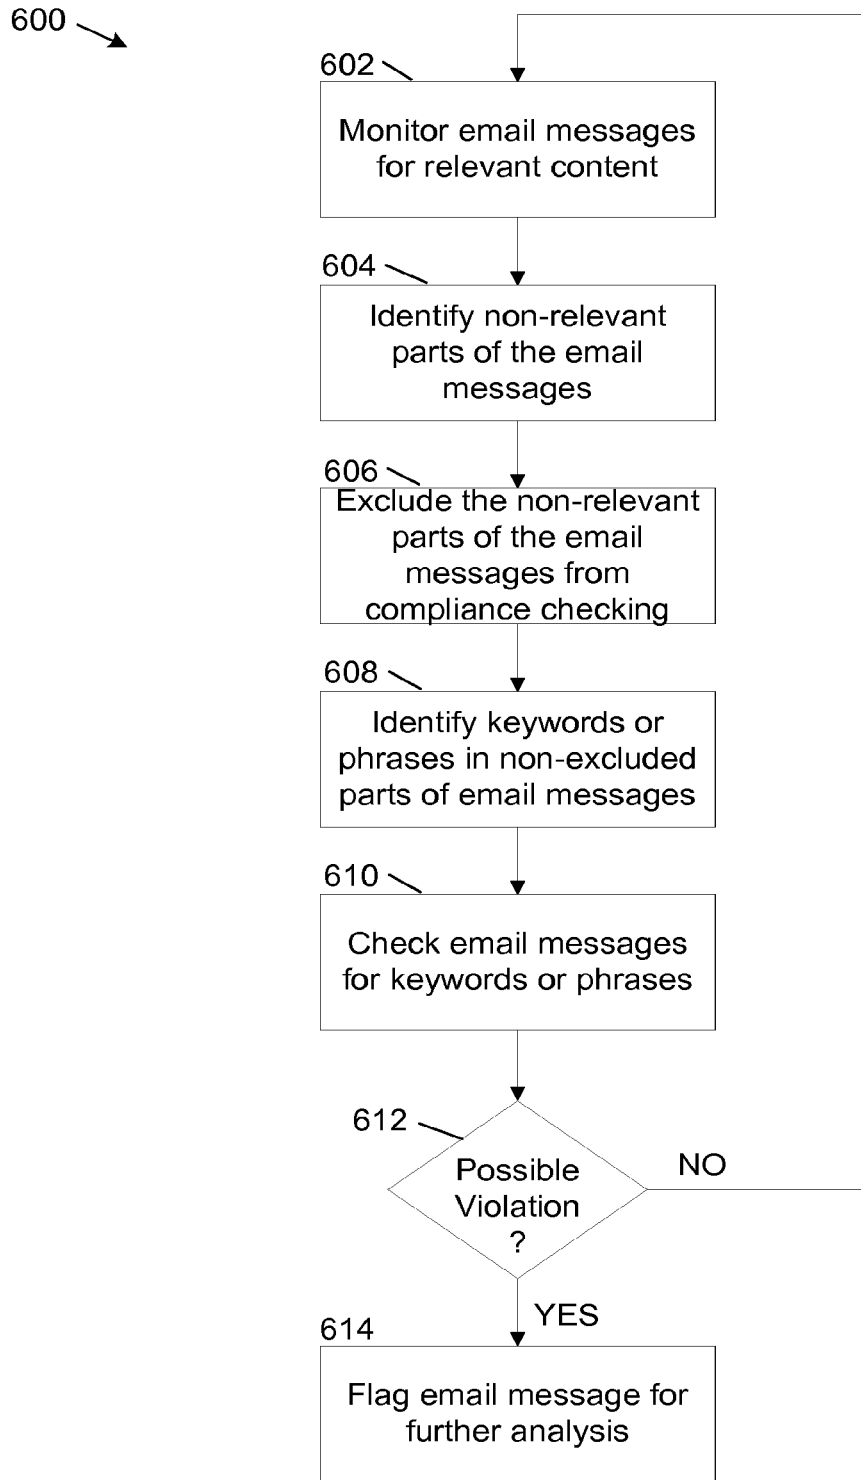 600
602
Monitor email messages
for relevant content
604
Identify non-relevant
parts of the email
messages
606
Exclude the non-relevant
parts of the email
messages from
compliance checking
608
Identify keywords or
phrases in non-excluded
parts of email messages
610
Check email messages
for keywords or phrases
612
Possible
Violation
?
NO
YES
614
Flag email message for
further analysis